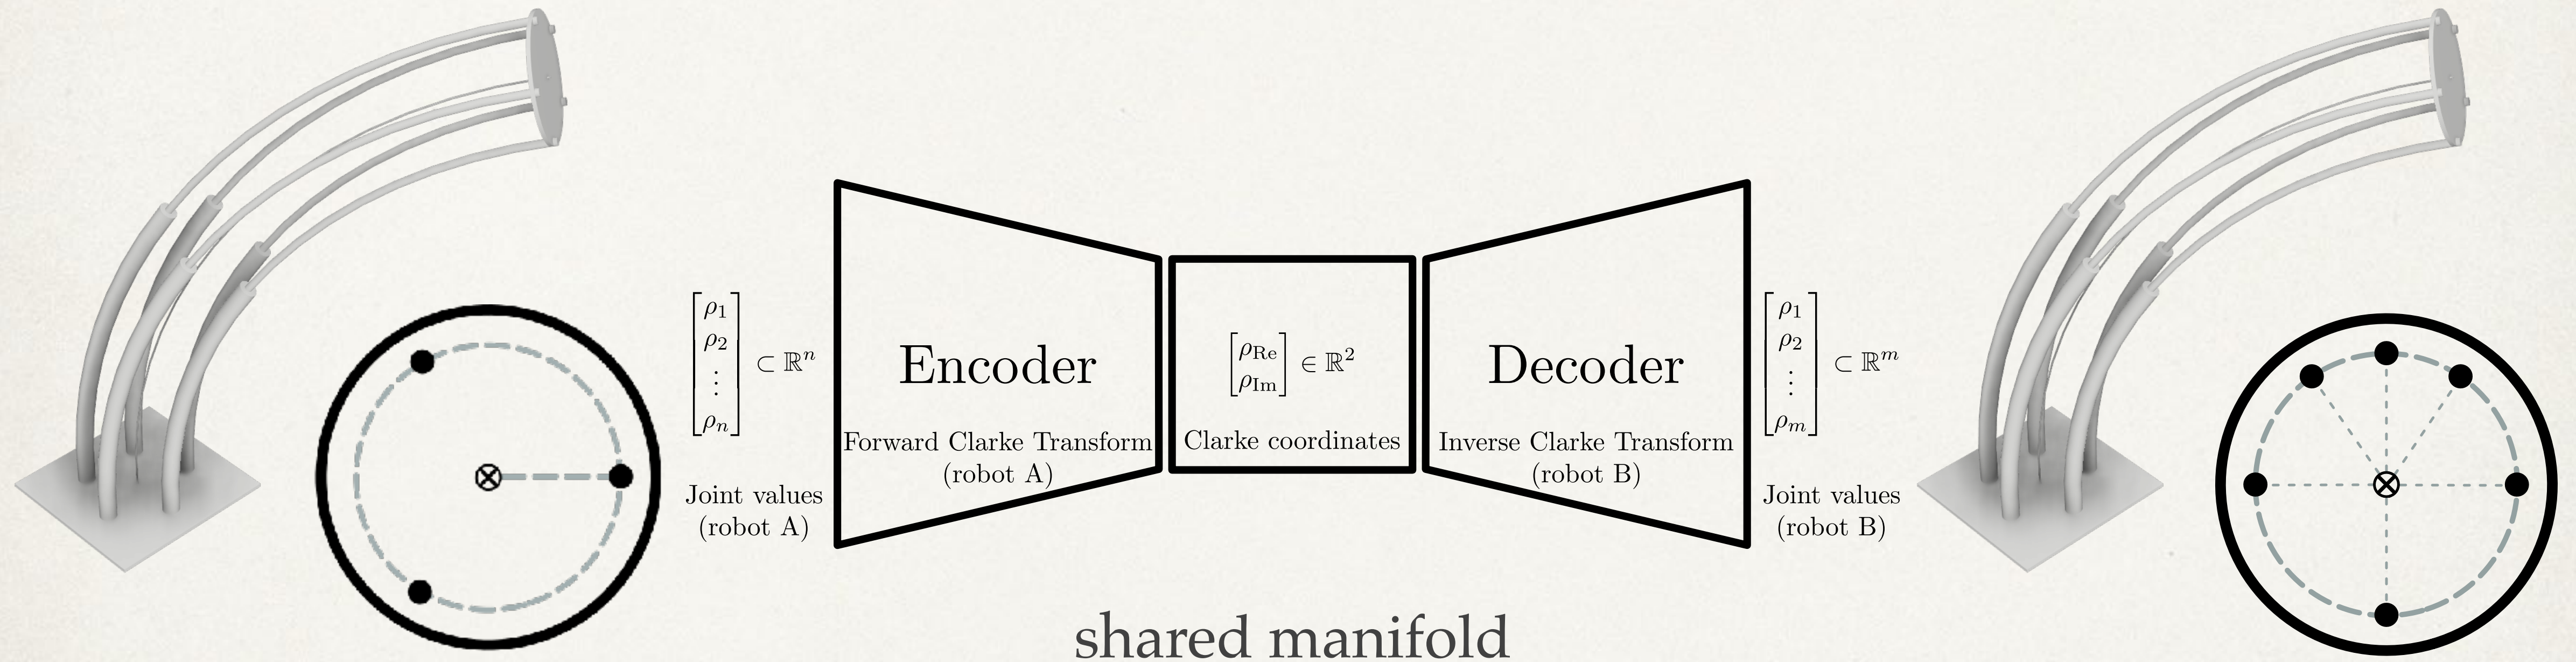 ρ1
ρ2
⋮
ρn
⊂ ℝ^n
Joint values
(robot A)
Encoder
Forward Clarke Transform
(robot A)
ρRe
ρIm
∈ ℝ^2
Clarke coordinates
Decoder
Inverse Clarke Transform
(robot B)
ρ1
ρ2
⋮
ρm
⊂ ℝ^m
Joint values
(robot B)
shared manifold